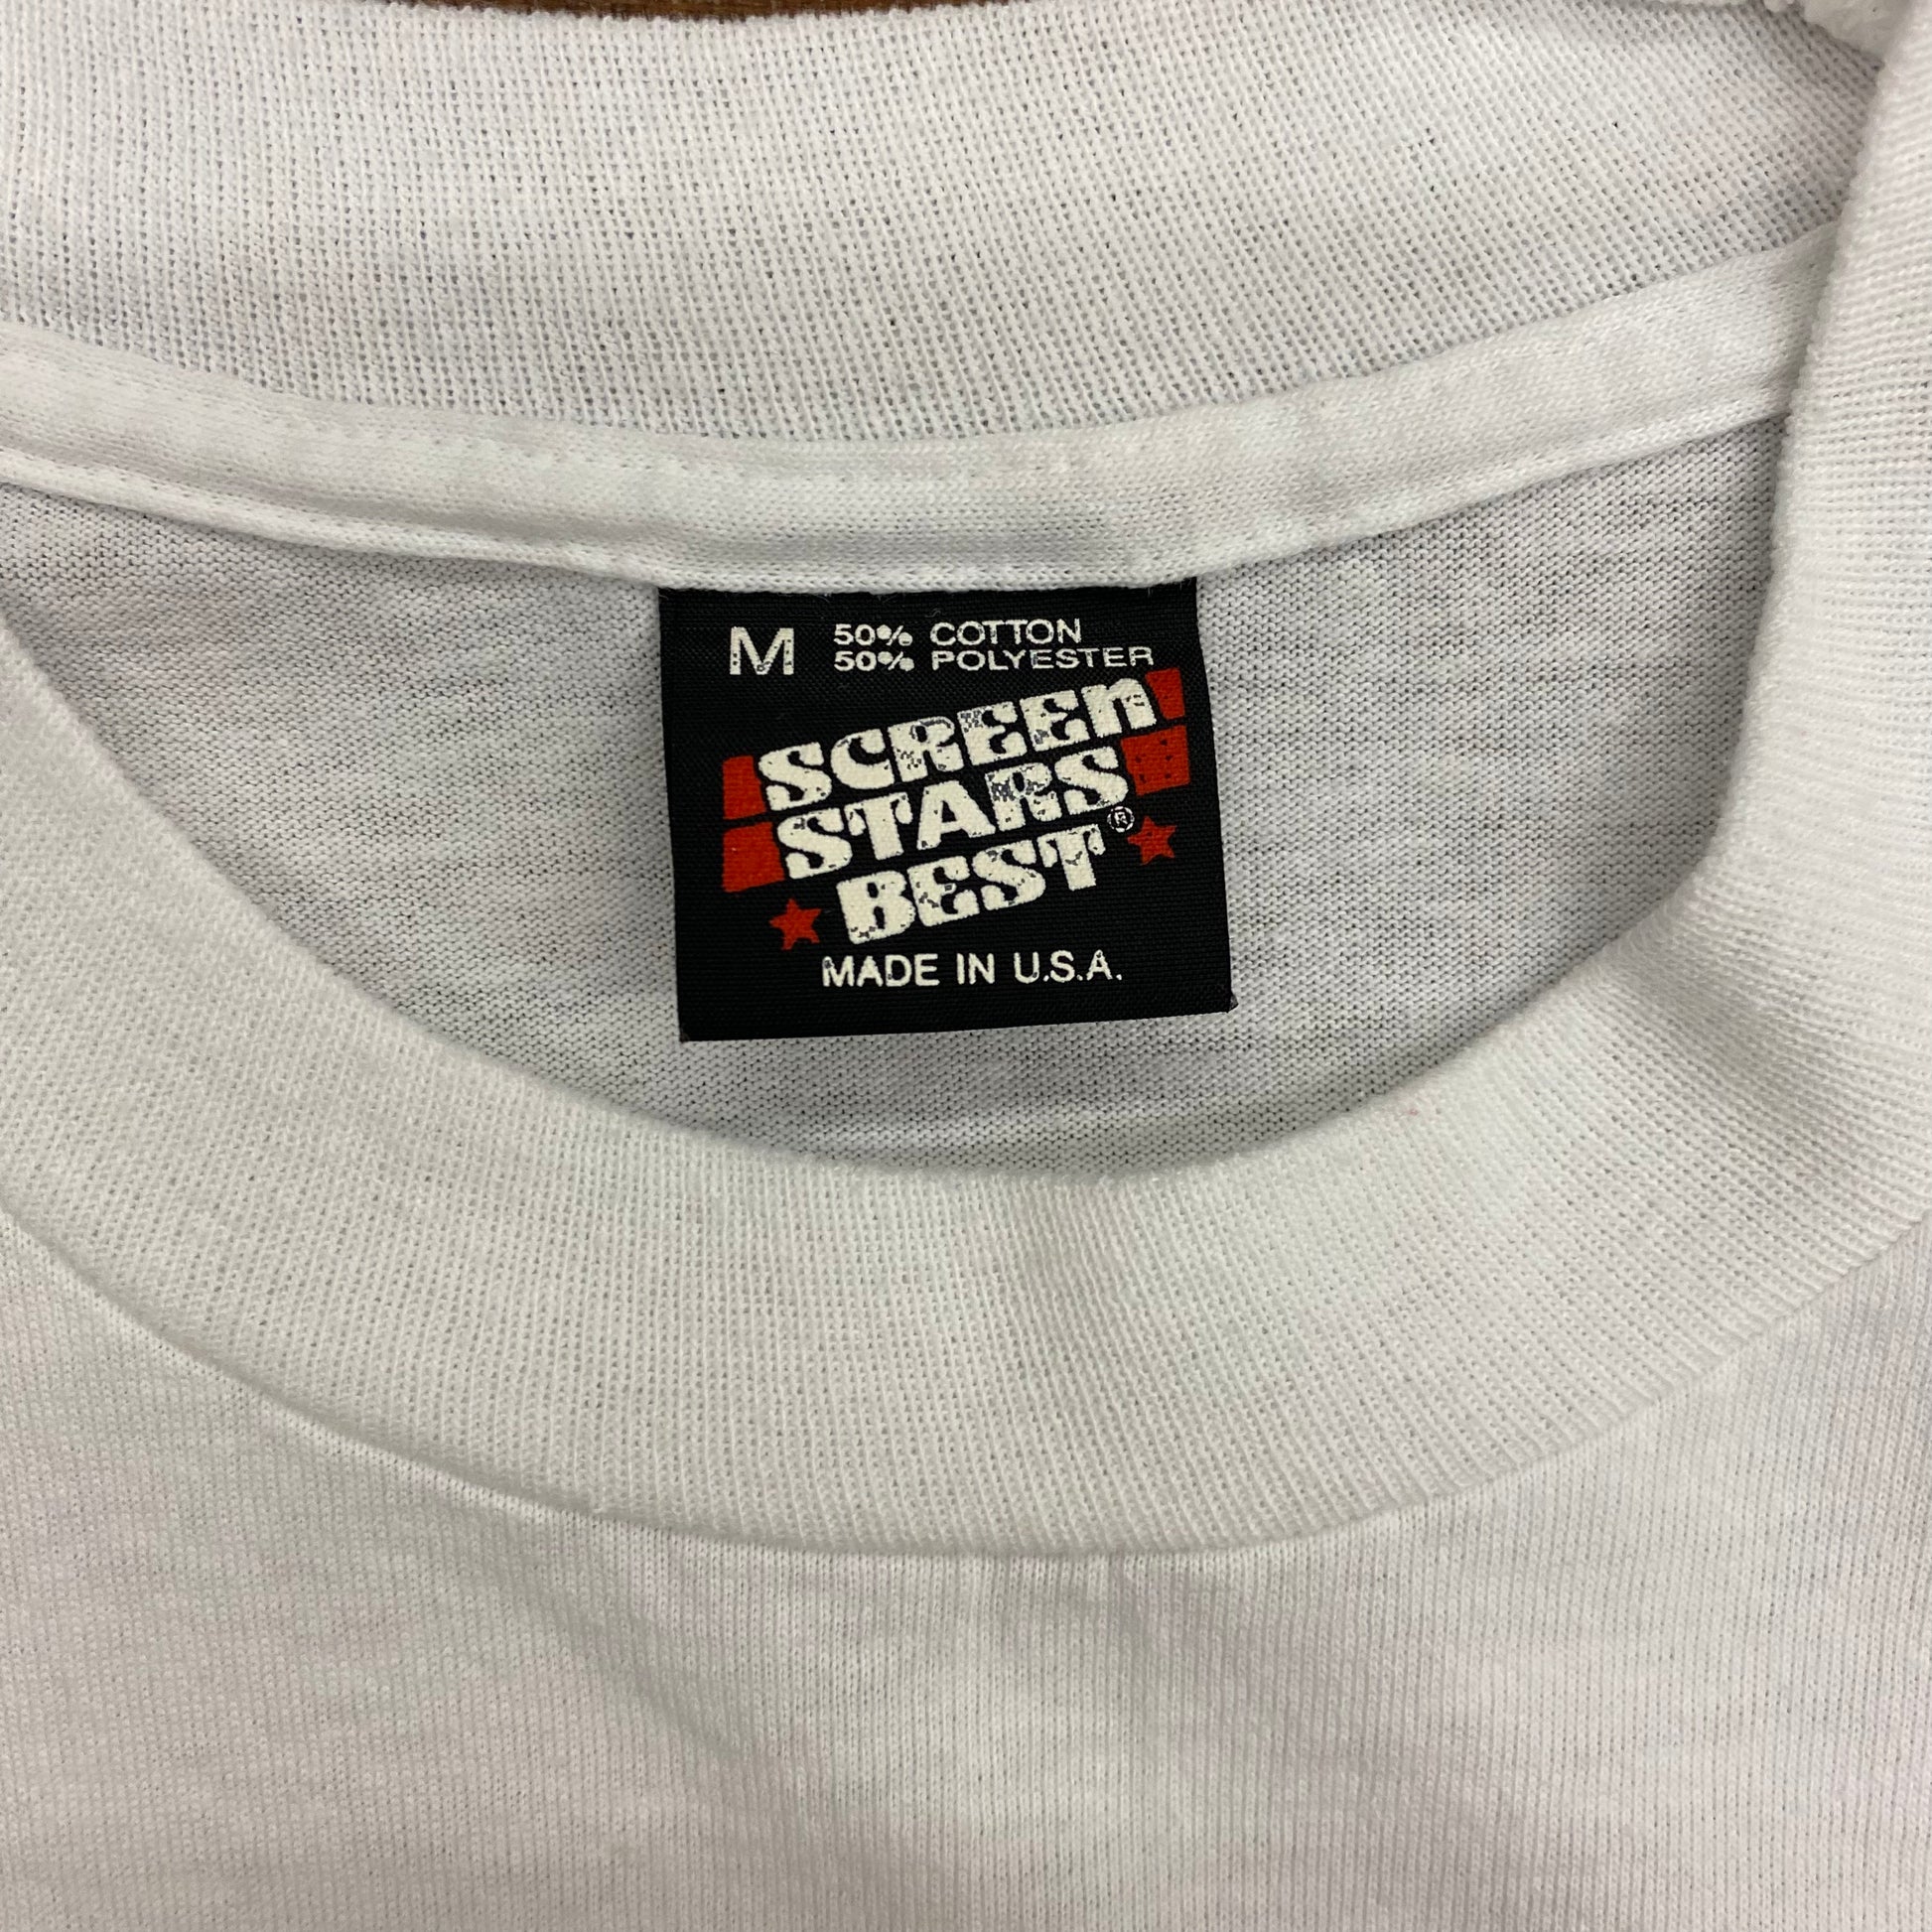 M 50% COTTON
50% POLYESTER
SCREEN
STARS
BEST®
MADE IN U.S.A.